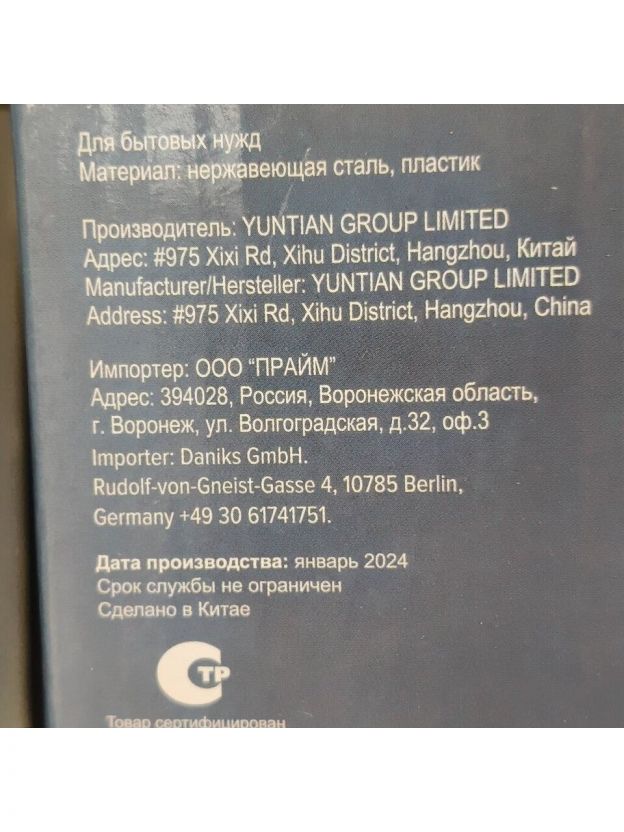 Для бытовых нужд
Материал: нержавеющая сталь, пластик
Производитель: YUNTIAN GROUP LIMITED
Адрес: #975 Xixi Rd, Xihu District, Hangzhou, Китай
Manufacturer/Hersteller: YUNTIAN GROUP LIMITED
Address: #975 Xixi Rd, Xihu District, Hangzhou, China
Импортер: ООО "ПРАЙМ"
Адрес: 394028, Россия, Воронежская область,
г. Воронеж, ул. Волгоградская, д.32, оф.3
Importer: Daniks GmbH.
Rudolf-von-Gneist-Gasse 4, 10785 Berlin,
Germany +49 30 61741751.
Дата производства: январь 2024
Срок службы не ограничен
Сделано в Китае
СТР
Товар сертифицирован